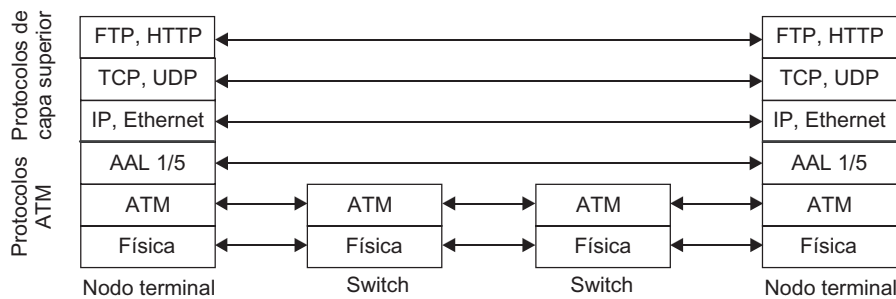 Protocolos de
capa superior
Protocolos
ATM
FTP, HTTP
FTP, HTTP
TCP, UDP
TCP, UDP
IP, Ethernet
IP, Ethernet
AAL 1/5
AAL 1/5
ATM
ATM
ATM
ATM
Física
Física
Física
Física
Nodo terminal
Switch
Switch
Nodo terminal